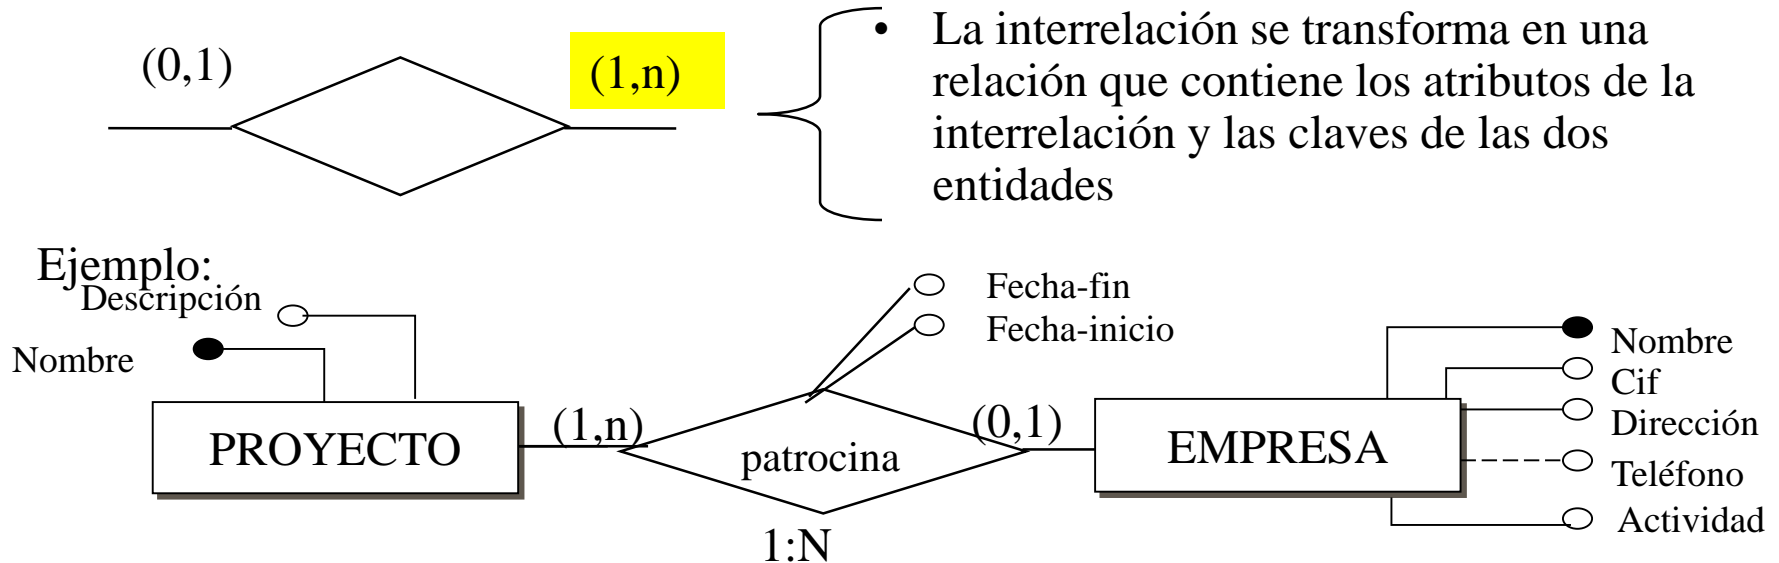 (0,1)
(1,n)
• La interrelación se transforma en una
relación que contiene los atributos de la
interrelación y las claves de las dos
entidades
Ejemplo:
Descripción
Nombre
Fecha-fin
Fecha-inicio
Nombre
Cif
Dirección
Teléfono
Actividad
PROYECTO
(1,n)
patrocina
(0,1)
EMPRESA
1:N